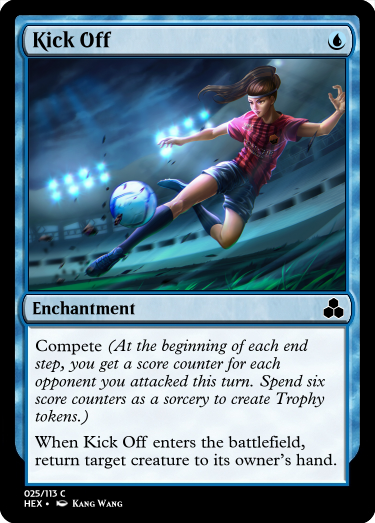 Kick Off
Enchantment
Compete (At the beginning of each end
step, you get a score counter for each
opponent you attacked this turn. Spend six
score counters as a sorcery to create Trophy
tokens.)
When Kick Off enters the battlefield,
return target creature to its owner's hand.
025/113 C
HEX • Kang Wang